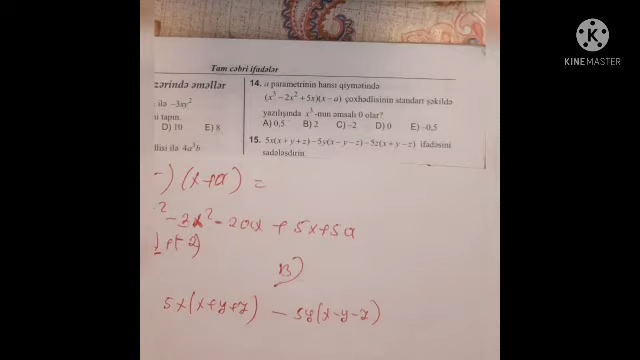 KINEMASTER
Tam cəbri ifadələr
zərində əməllər
ilə −3xy²
i tapın.
D) 10 E) 8
ilə 4a³b
14. a parametrinin hansı qiymətində
(x³ −2x² +5x)(x−a) çoxhədlisinin standart şəkildə
yazılışında x³ -nun əmsalı 0 olar?
A) 0,5 B) 2 C) −2 D) 0 E) −0,5
15. 5x(x+y+z)−5y(x−y−z)−5z(x+y−z) ifadəsini
sadələşdirin.
) (x+a) =
² − 2x² − 2ax + 5x+5a
B)
5x(x+y+z) − 5y(x−y−z)